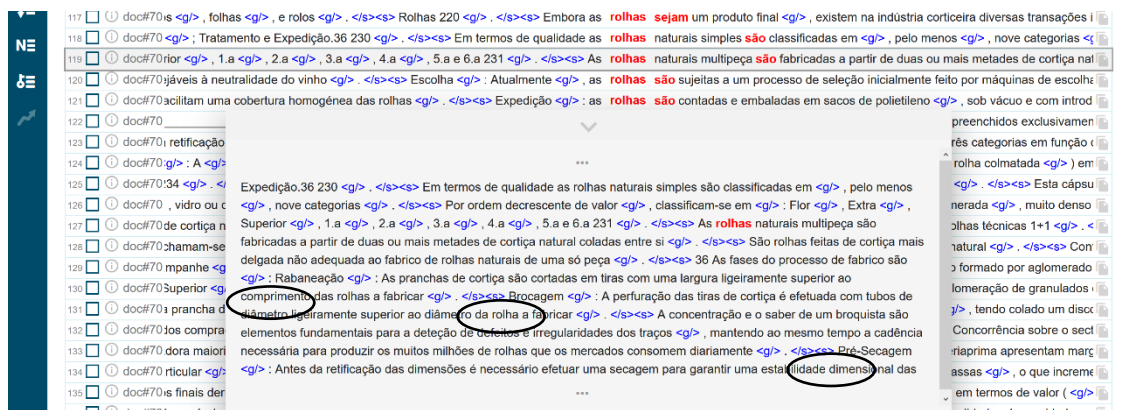 117 doc#70 s <g/> , folhas <g/> , e rolos <g/> . </s><s> Rolhas 220 <g/> . </s><s> Embora as rolhas sejam um produto final <g/> , existem na indústria corticeira diversas transações i
118 doc#70 <g/> ; Tratamento e Expedição.36 230 <g/> . </s><s> Em termos de qualidade as rolhas naturais simples são classificadas em <g/> , pelo menos <g/> , nove categorias <g
119 doc#70 rior <g/> , 1.a <g/> , 2.a <g/> , 3.a <g/> , 4.a <g/> , 5.a e 6.a 231 <g/> . </s><s> As rolhas naturais multipeça são fabricadas a partir de duas ou mais metades de cortiça nat
120 doc#70 ejáveis à neutralidade do vinho <g/> . </s><s> Escolha <g/> : Atualmente <g/> , as rolhas são sujeitas a um processo de seleção inicialmente feito por máquinas de escolha
121 doc#70 acilitam uma cobertura homogénea das rolhas <g/> . </s><s> Expedição <g/> : as rolhas são contadas e embaladas em sacos de polietileno <g/> , sob vácuo e com introd
122 doc#70 preenchidos exclusivamen
123 doc#70 retificação rês categorias em função
124 doc#70 g/> : A <g/ rolha colmatada <g/> ) em
125 doc#70 234 <g/> . </ <g/> . </s><s> Esta cápsu
126 doc#70 , vidro ou c nerada <g/> , muito denso
127 doc#70 de cortiça n olhas técnicas 1+1 <g/> . <
128 doc#70 chamam-se natural <g/> . </s><s> Con
129 doc#70 mpanhe <g o formado por aglomerado
130 doc#70 Superior <g lomeração de granulados
131 doc#70 a prancha d g/> , tendo colado um disco
132 doc#70 dos compra Concorrência sobre o sect
133 doc#70 dora maiori riaprima apresentam marg
134 doc#70 rticular <g/ assas <g/> , o que increme
135 doc#70 s finais der em termos de valor ( <g/>
Expedição.36 230 <g/> . </s><s> Em termos de qualidade as rolhas naturais simples são classificadas em <g/> , pelo menos
<g/> , nove categorias <g/> . </s><s> Por ordem decrescente de valor <g/> , classificam-se em <g/> : Flor <g/> , Extra <g/> ,
Superior <g/> , 1.a <g/> , 2.a <g/> , 3.a <g/> , 4.a <g/> , 5.a e 6.a 231 <g/> . </s><s> As rolhas naturais multipeça são
fabricadas a partir de duas ou mais metades de cortiça natural coladas entre si <g/> . </s><s> São rolhas feitas de cortiça mais
delgada não adequada ao fabrico de rolhas naturais de uma só peça <g/> . </s><s> 36 As fases do processo de fabrico são
<g/> : Rabaneação <g/> : As pranchas de cortiça são cortadas em tiras com uma largura ligeiramente superior ao
comprimento das rolhas a fabricar <g/> . </s><s> Brocagem <g/> : A perfuração das tiras de cortiça é efetuada com tubos de
diâmetro ligeiramente superior ao diâmetro da rolha a fabricar <g/> . </s><s> A concentração e o saber de um broquista são
elementos fundamentais para a deteção de defeitos e irregularidades dos traços <g/> , mantendo ao mesmo tempo a cadência
necessária para produzir os muitos milhões de rolhas que os mercados consomem diariamente <g/> . </s><s> Pré-Secagem
<g/> : Antes da retificação das dimensões é necessário efetuar uma secagem para garantir uma estabilidade dimensional das